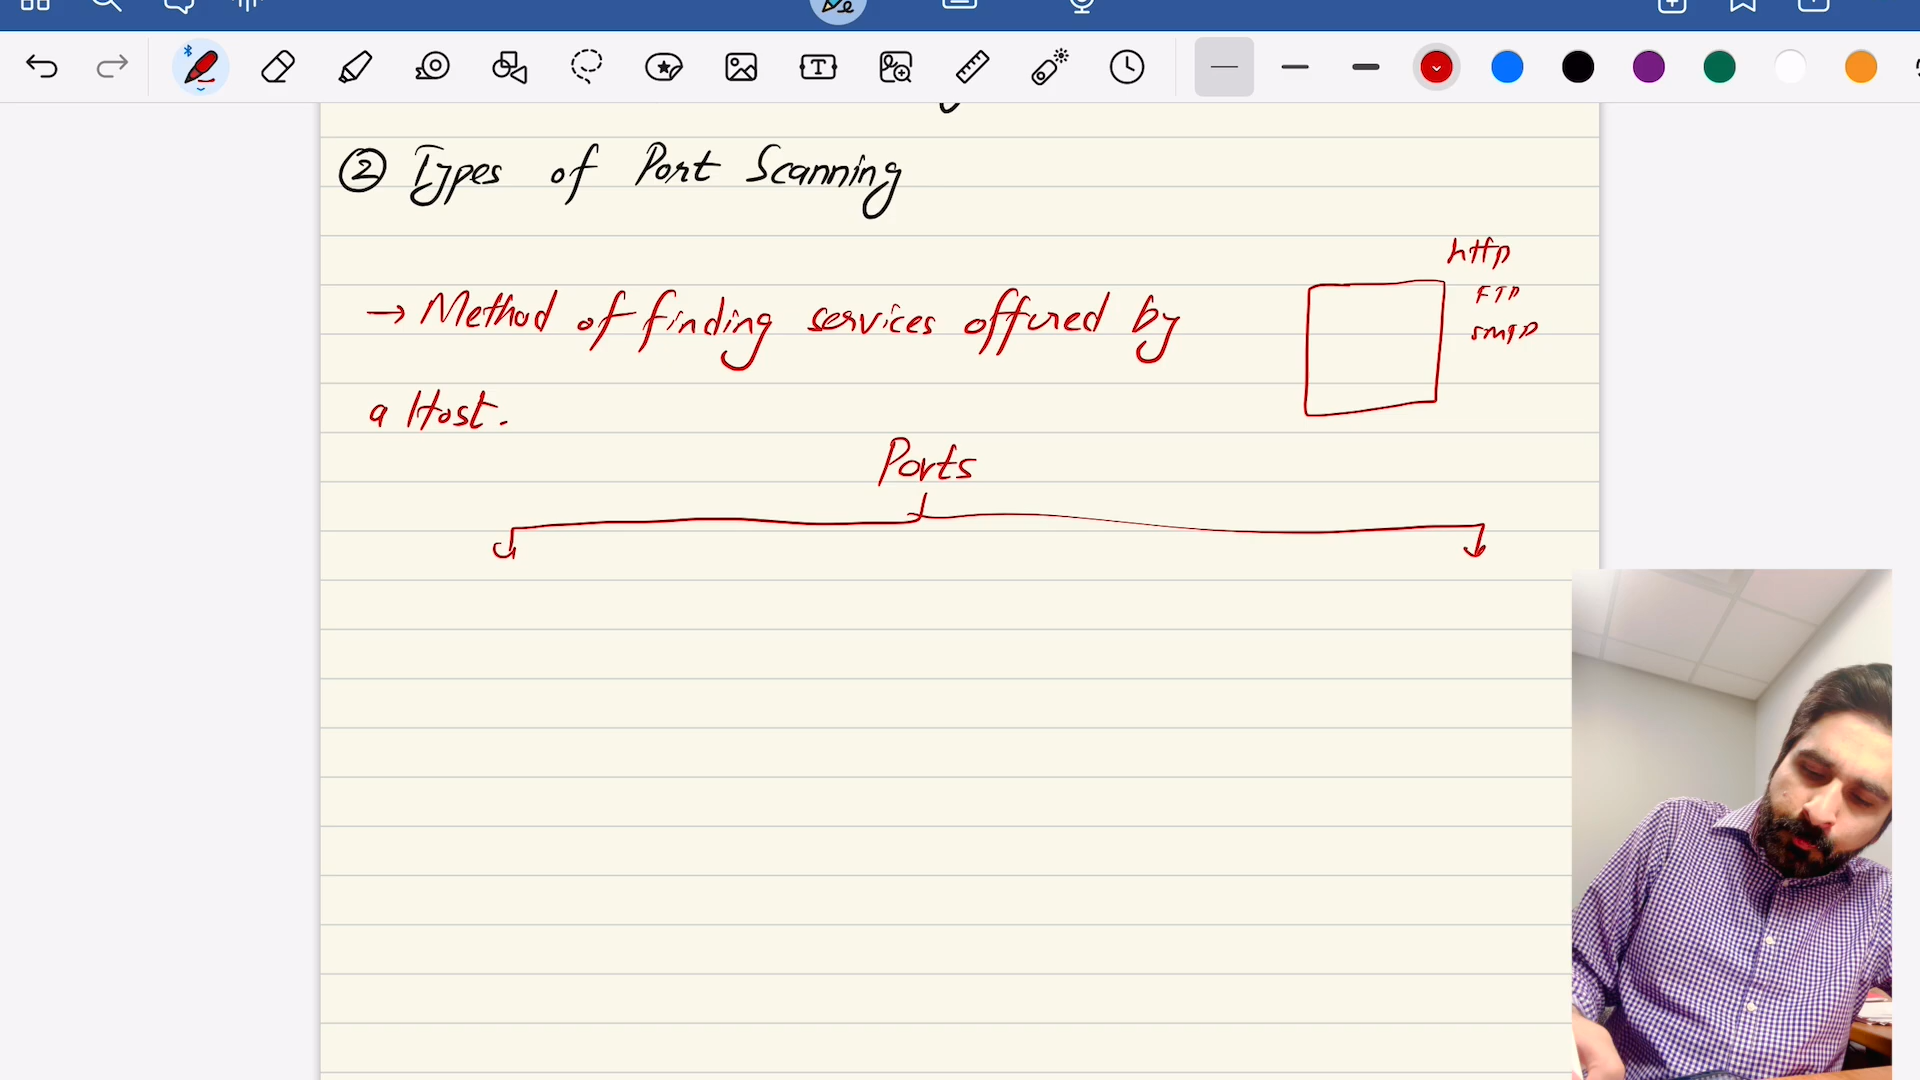 ② Types of Port Scanning
http
FTP
SMTP
→ Method of finding services offered by
a Host.
Ports